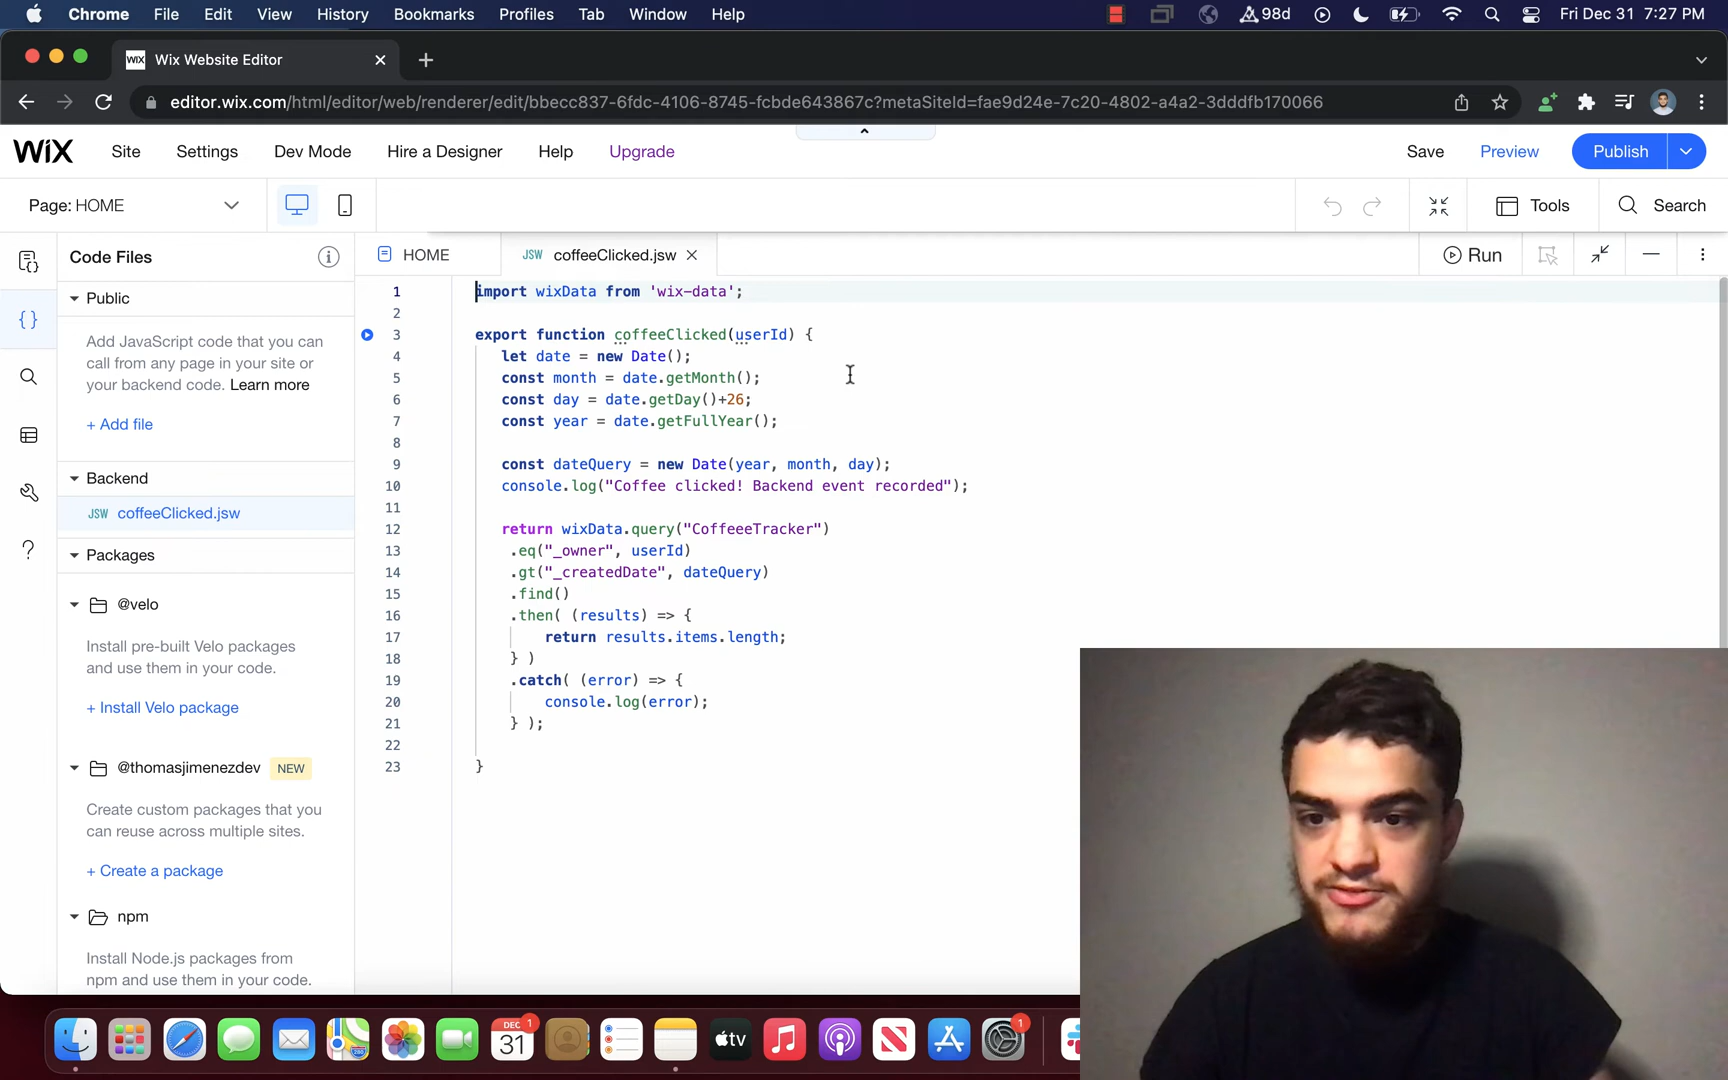 Chrome File Edit View History Bookmarks Profiles Tab Window Help 98d Fri Dec 31 7:27 PM
WiX Wix Website Editor
editor.wix.com/html/editor/web/renderer/edit/bbecc837-6fdc-4106-8745-fcbde643867c?metaSiteId=fae9d24e-7c20-4802-a4a2-3dddfb170066
WiX Site Settings Dev Mode Hire a Designer Help Upgrade Save Preview Publish
Page: HOME Tools Search
Code Files
HOME JSW coffeeClicked.jsw Run
Public
Add JavaScript code that you can
call from any page in your site or
your backend code. Learn more
+ Add file
Backend
JSW coffeeClicked.jsw
Packages
@velo
Install pre-built Velo packages
and use them in your code.
+ Install Velo package
@thomasjimenezdev NEW
Create custom packages that you
can reuse across multiple sites.
+ Create a package
npm
Install Node.js packages from
npm and use them in your code.
1 import wixData from 'wix-data';
2
3 export function coffeeClicked(userId) {
4 let date = new Date();
5 const month = date.getMonth();
6 const day = date.getDay()+26;
7 const year = date.getFullYear();
8
9 const dateQuery = new Date(year, month, day);
10 console.log("Coffee clicked! Backend event recorded");
11
12 return wixData.query("CoffeeeTracker")
13 .eq("_owner", userId)
14 .gt("_createdDate", dateQuery)
15 .find()
16 .then( (results) => {
17 return results.items.length;
18 } )
19 .catch( (error) => {
20 console.log(error);
21 } );
22
23 }
DEC 1
31
tv
1